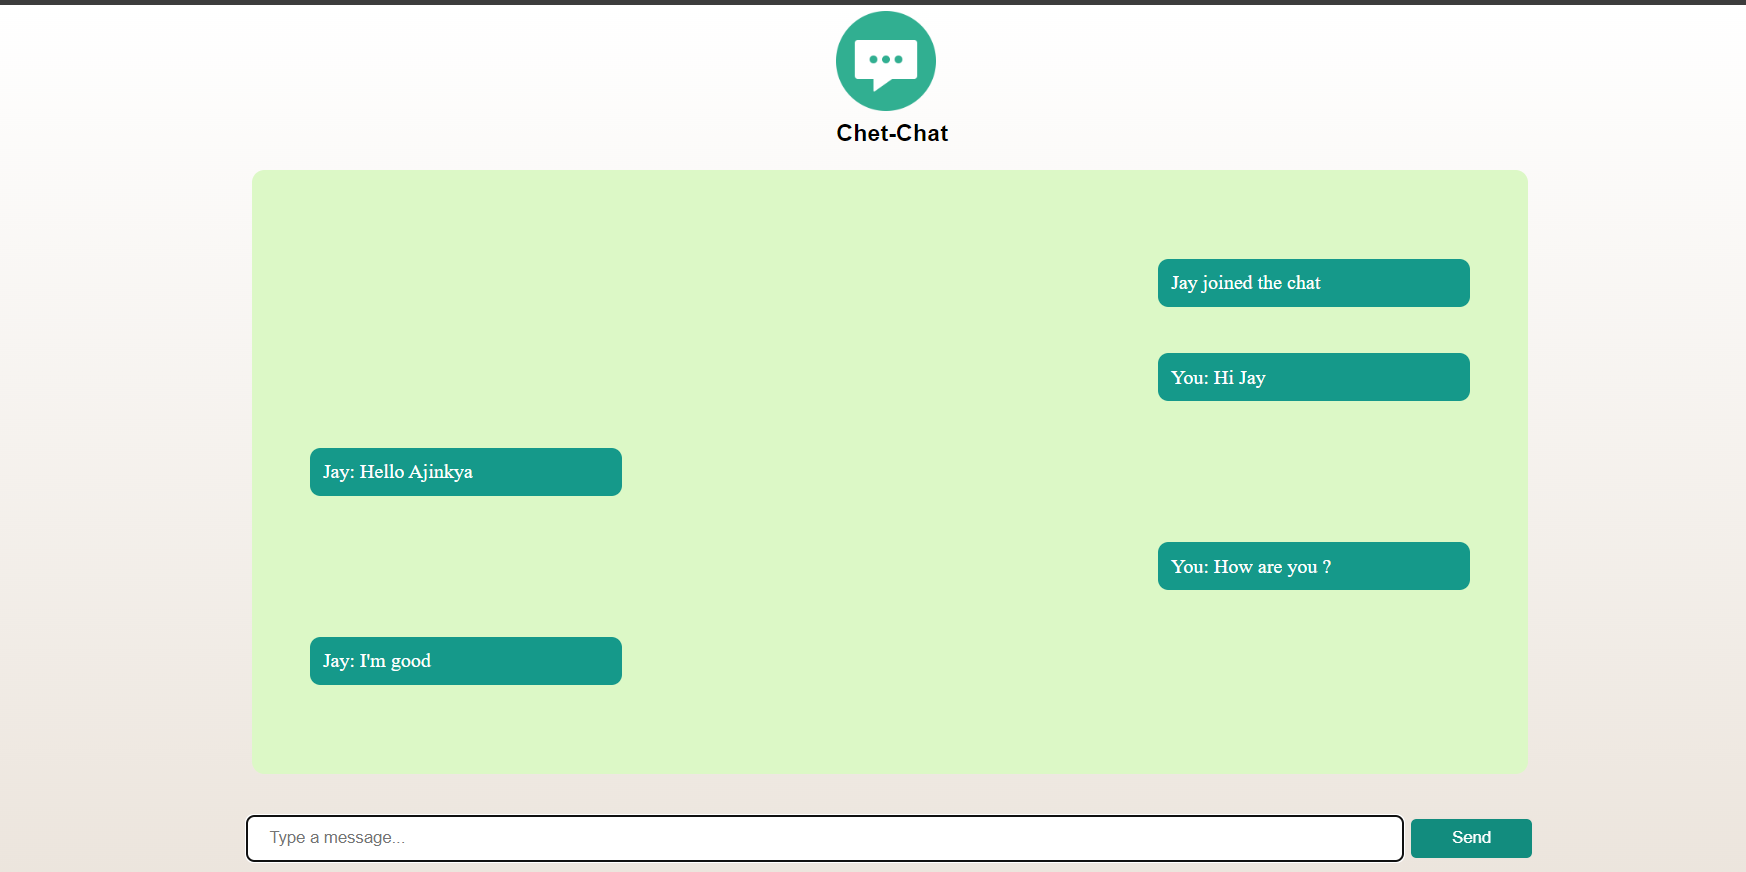 Chet-Chat
Jay joined the chat
You: Hi Jay
Jay: Hello Ajinkya
You: How are you ?
Jay: I'm good
Type a message...
Send